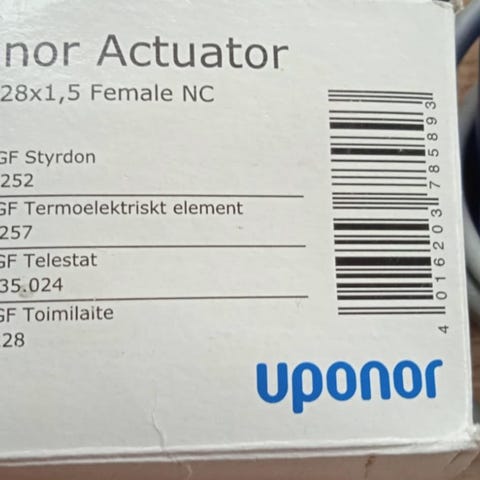 nor Actuator
28x1,5 Female NC
GF Styrdon
252
GF Termoelektriskt element
257
GF Telestat
35.024
GF Toimilaite
28
4 016203 785893
uponor